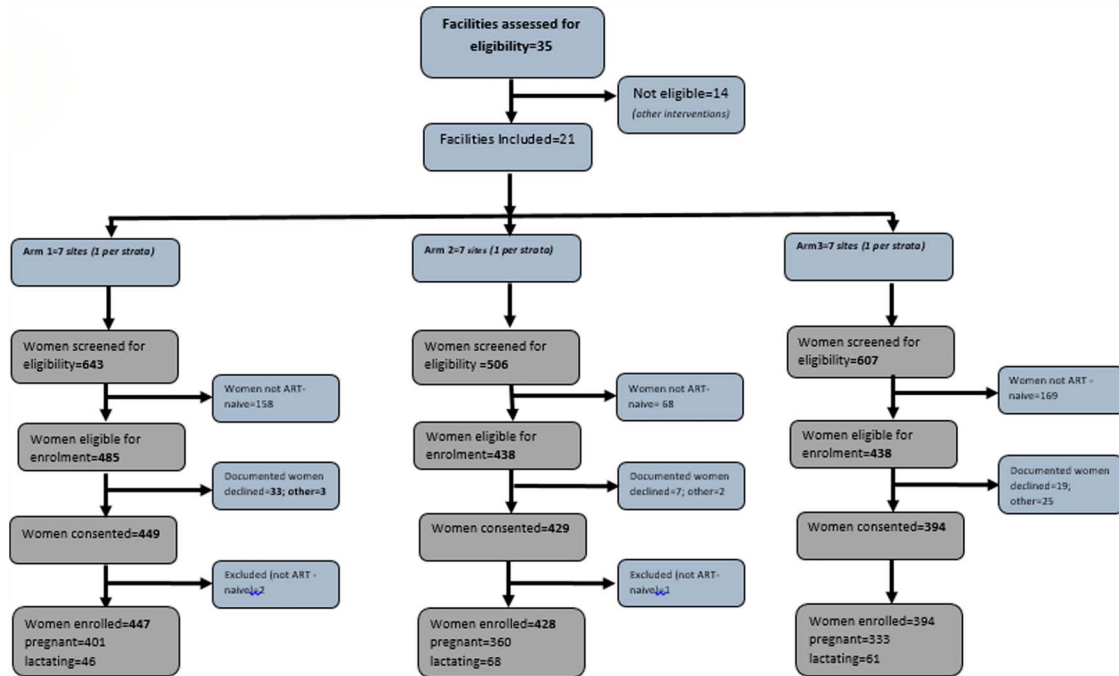 Facilities assessed for
eligibility=35
Not eligible=14
(other interventions)
Facilities Included=21
Arm 1=7 sites (1 per strata)
Arm 2=7 sites (1 per strata)
Arm3=7 sites (1 per strata)
Women screened for
eligibility=643
Women screened for
eligibility =506
Women screened for
eligibility=607
Women not ART-
naive=158
Women not ART-
naive= 68
Women not ART -
naive=169
Women eligible for
enrolment=485
Women eligible for
enrolment=438
Women eligible for
enrolment=438
Documented women
declined=33; other=3
Documented women
declined=7; other=2
Documented women
declined=19;
other=25
Women consented=449
Women consented=429
Women consented=394
Excluded (not ART -
naive)=2
Excluded (not ART-
naive)=1
Women enrolled=447
pregnant=401
lactating=46
Women enrolled=428
pregnant=360
lactating=68
Women enrolled=394
pregnant=333
lactating=61